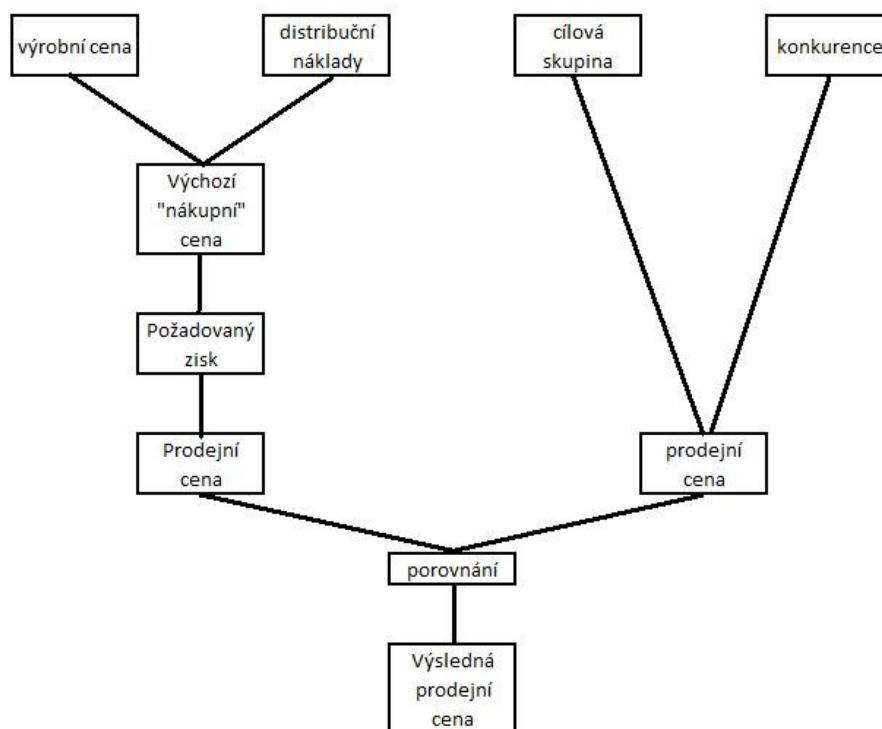 výrobní cena
distribuční
náklady
cílová
skupina
konkurence
Výchozí
"nákupní"
cena
Požadovaný
zisk
Prodejní
cena
prodejní
cena
porovnání
Výsledná
prodejní
cena